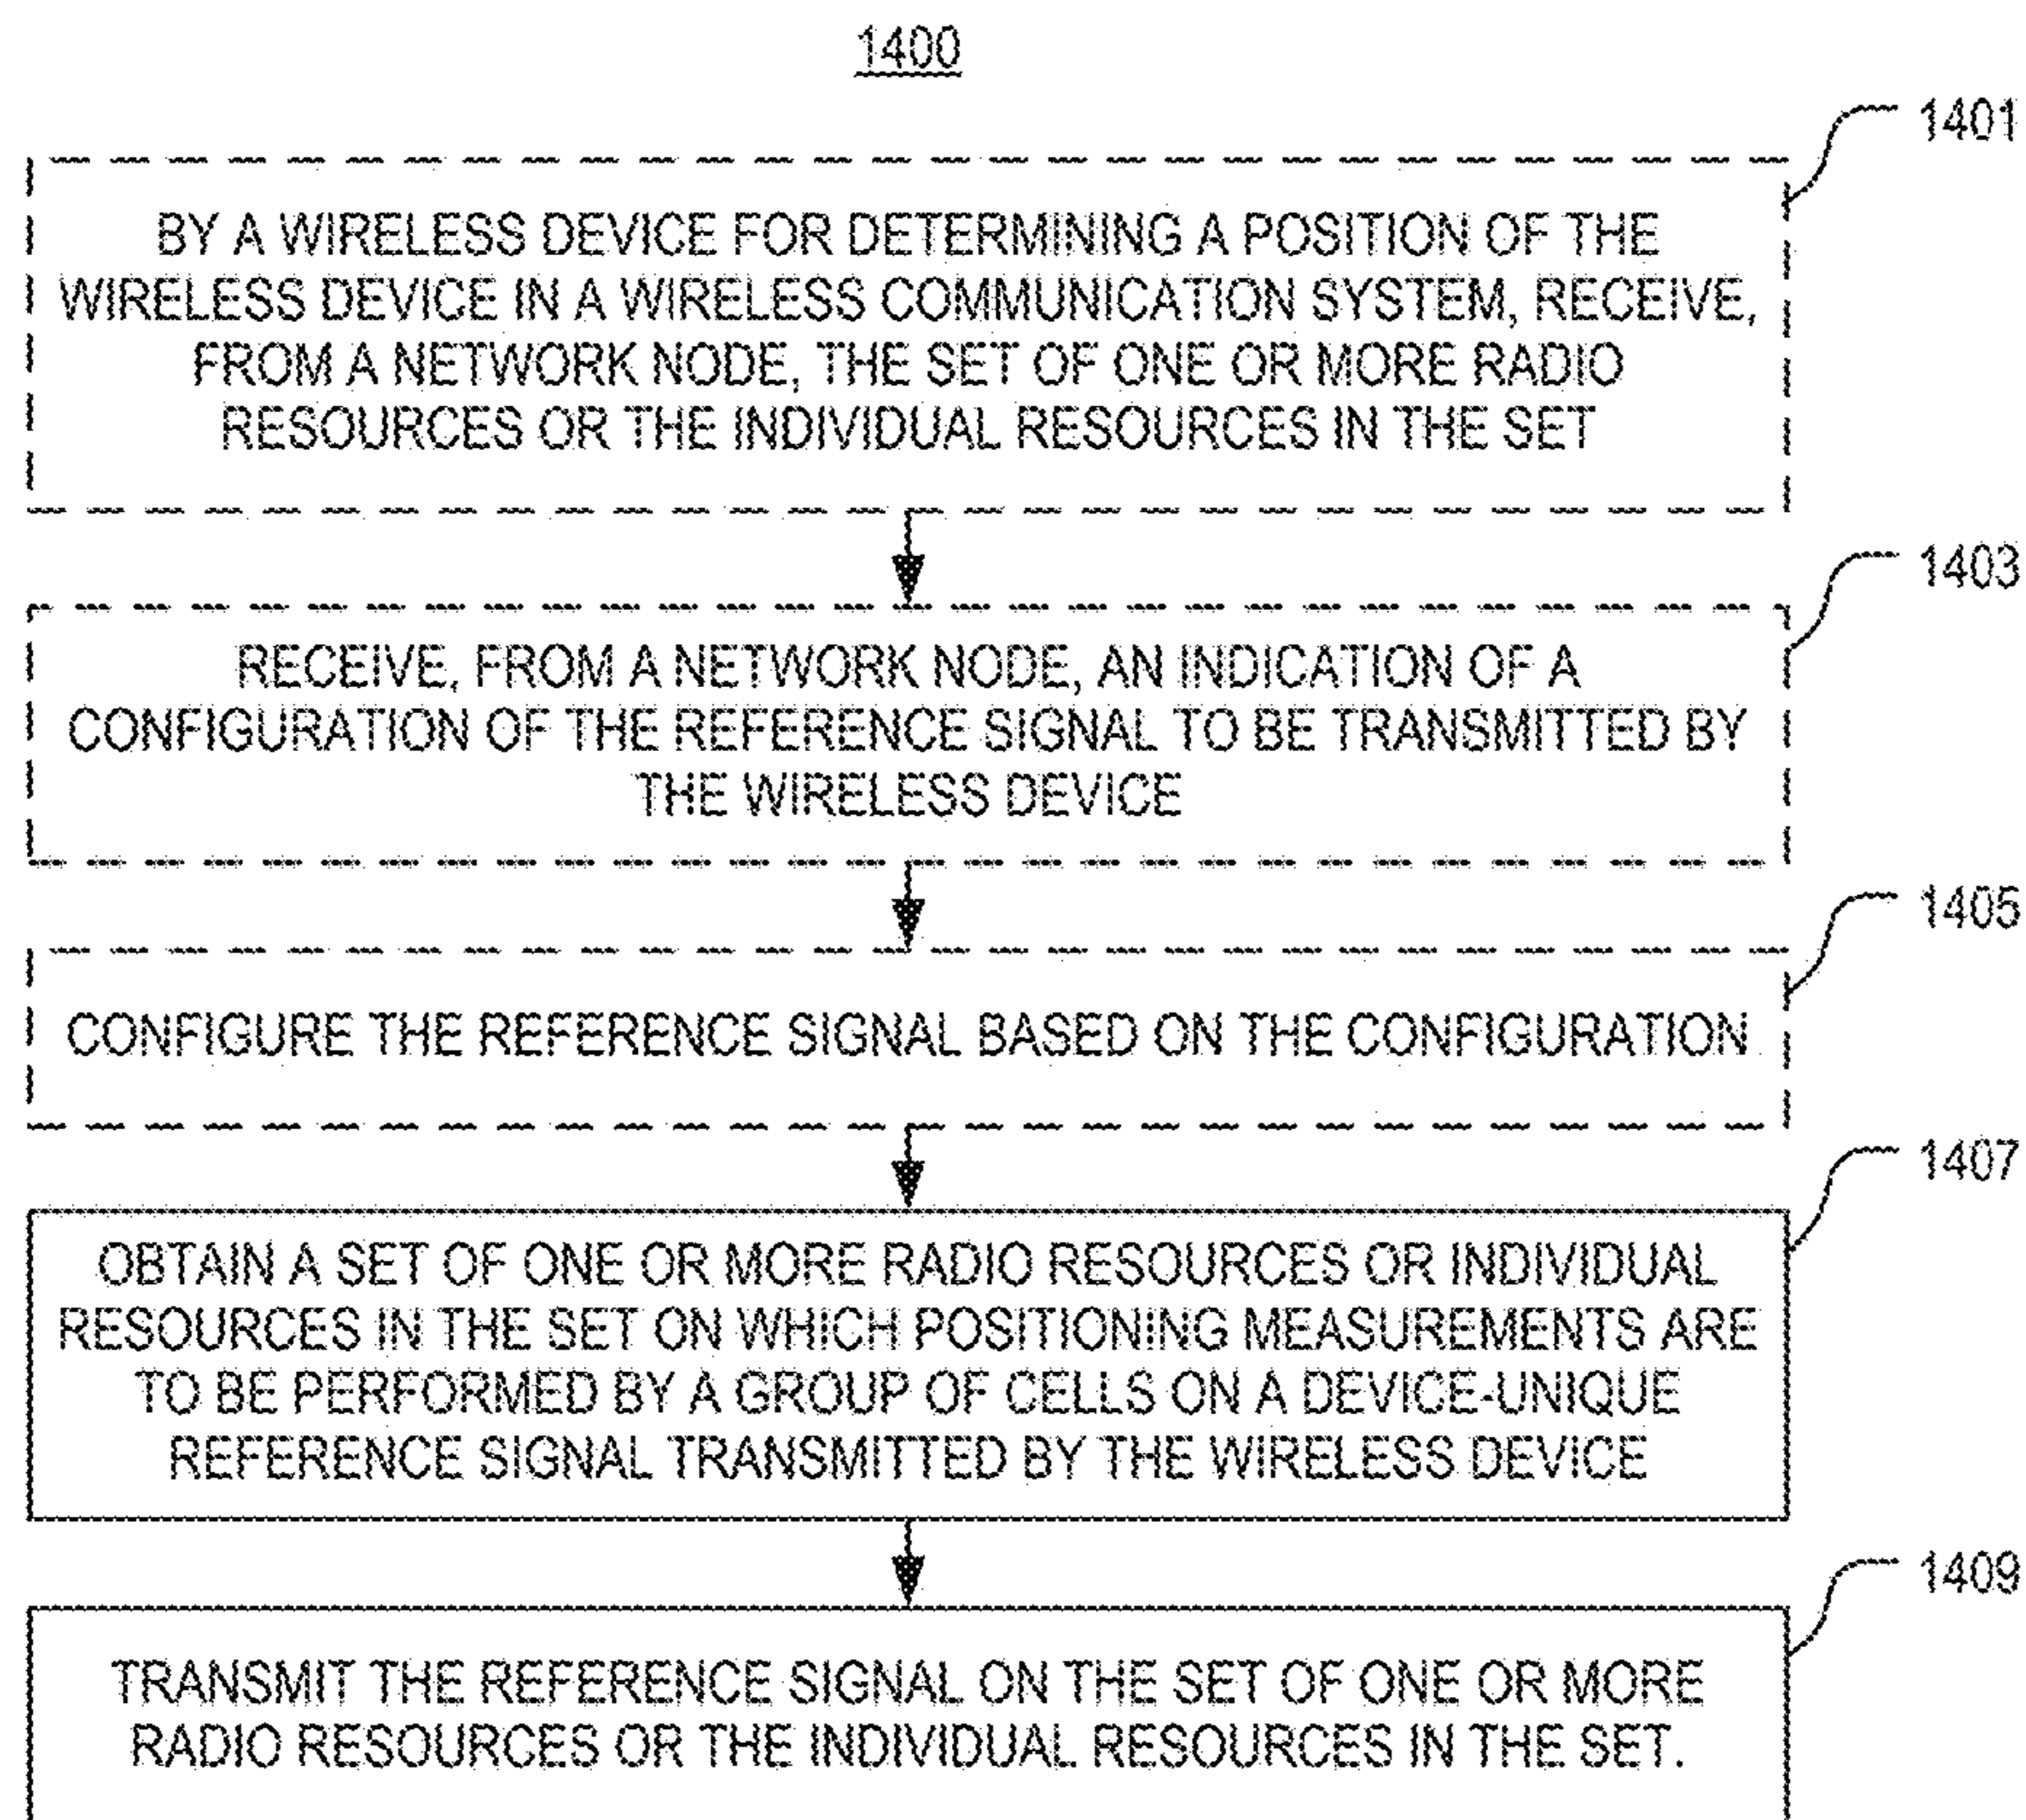 1400
1401
BY A WIRELESS DEVICE FOR DETERMINING A POSITION OF THE
WIRELESS DEVICE IN A WIRELESS COMMUNICATION SYSTEM, RECEIVE,
FROM A NETWORK NODE, THE SET OF ONE OR MORE RADIO
RESOURCES OR THE INDIVIDUAL RESOURCES IN THE SET
1403
RECEIVE, FROM A NETWORK NODE, AN INDICATION OF A
CONFIGURATION OF THE REFERENCE SIGNAL TO BE TRANSMITTED BY
THE WIRELESS DEVICE
1405
CONFIGURE THE REFERENCE SIGNAL BASED ON THE CONFIGURATION
1407
OBTAIN A SET OF ONE OR MORE RADIO RESOURCES OR INDIVIDUAL
RESOURCES IN THE SET ON WHICH POSITIONING MEASUREMENTS ARE
TO BE PERFORMED BY A GROUP OF CELLS ON A DEVICE-UNIQUE
REFERENCE SIGNAL TRANSMITTED BY THE WIRELESS DEVICE
1409
TRANSMIT THE REFERENCE SIGNAL ON THE SET OF ONE OR MORE
RADIO RESOURCES OR THE INDIVIDUAL RESOURCES IN THE SET.